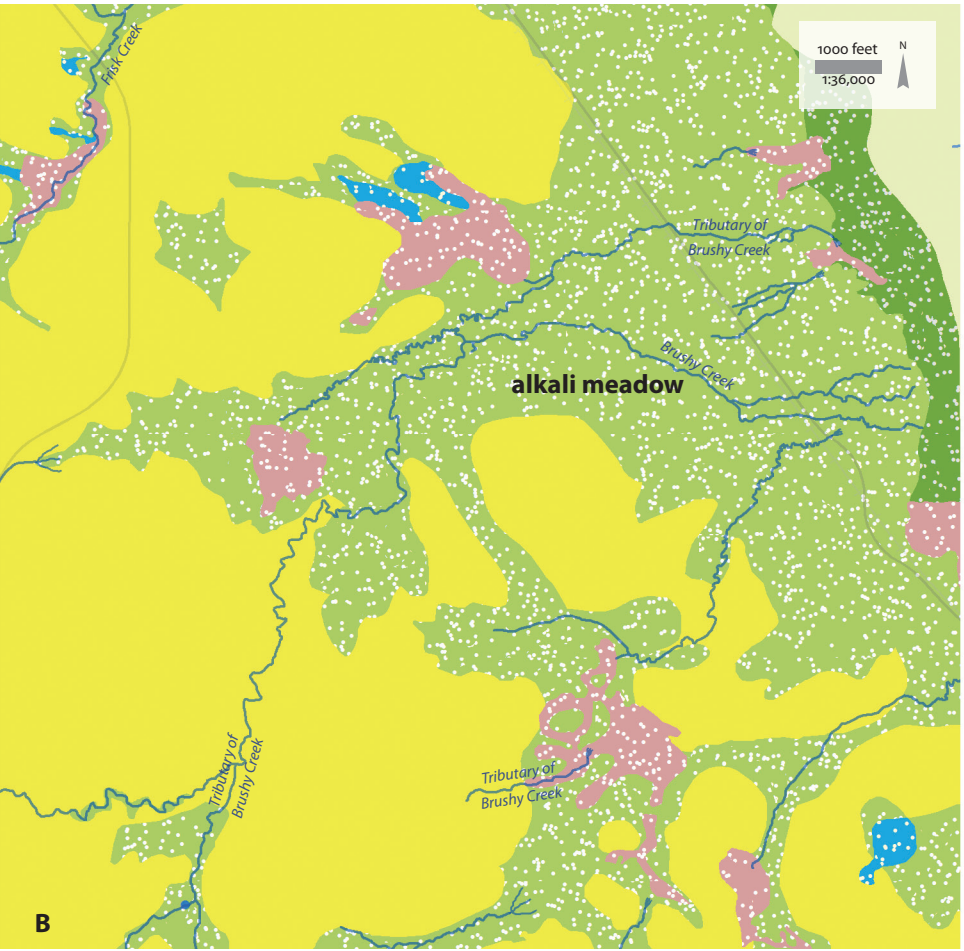 Frisk Creek
1000 feet
N
1:36,000
Tributary of
Brushy Creek
Brushy Creek
alkali meadow
Tributary of
Brushy Creek
Tributary of
Brushy Creek
B